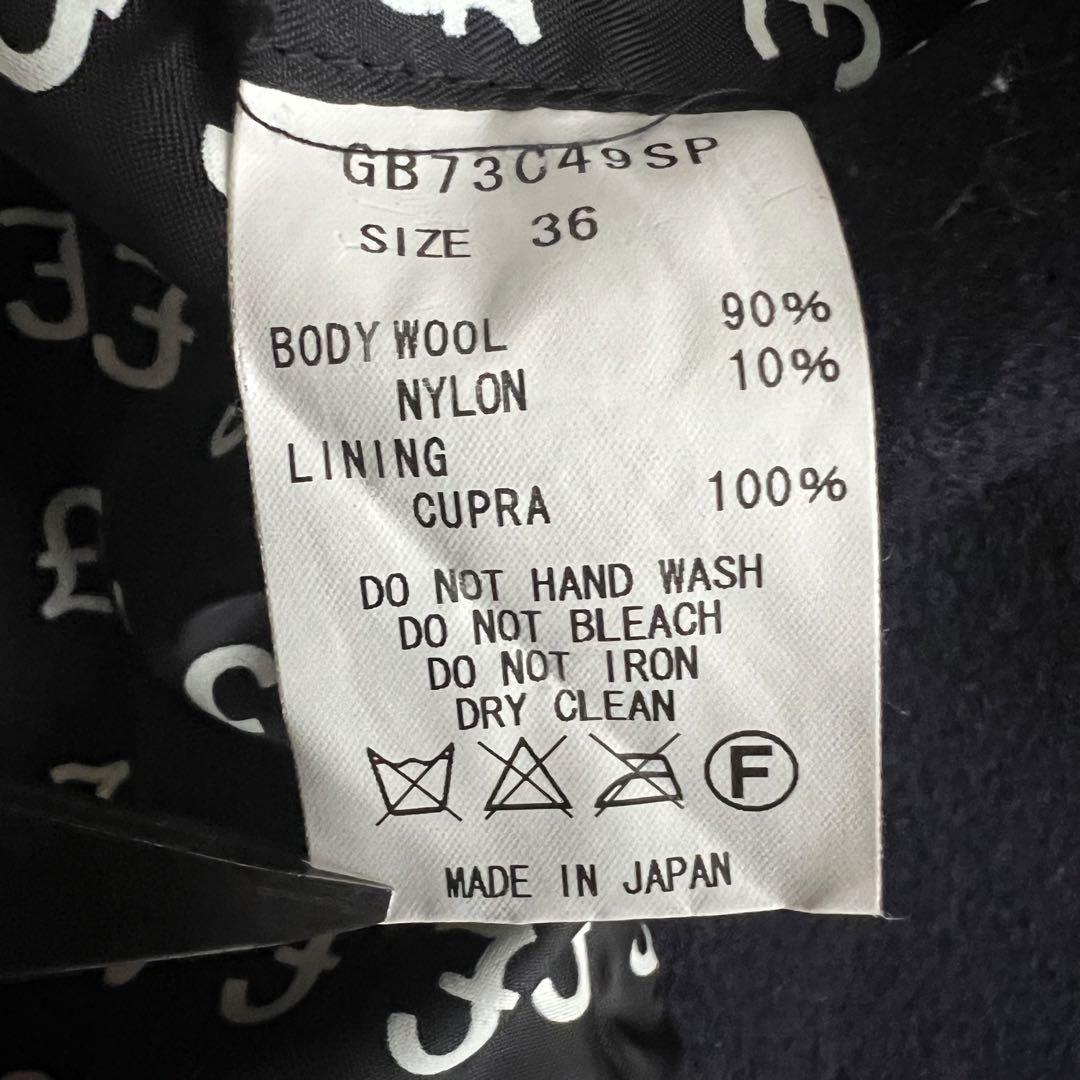 GB73C49SP
SIZE 36
BODY WOOL 90%
NYLON 10%
LINING
CUPRA 100%
DO NOT HAND WASH
DO NOT BLEACH
DO NOT IRON
DRY CLEAN
F
MADE IN JAPAN